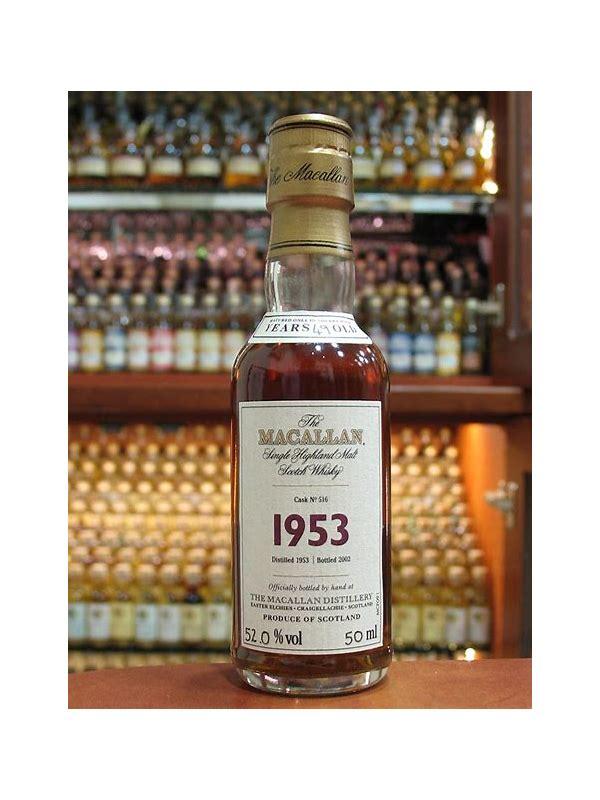 The Macallan
YEARS 49 OLD
The
MACALLAN.
Single Highland Malt
Scotch Whisky
Cask Nº 516
1953
Distilled 1953 | Bottled 2002
Officially bottled by hand at
THE MACALLAN DISTILLERY
EASTER ELCHIES · CRAIGELLACHIE · SCOTLAND
PRODUCE OF SCOTLAND
52.0 % vol 50 ml